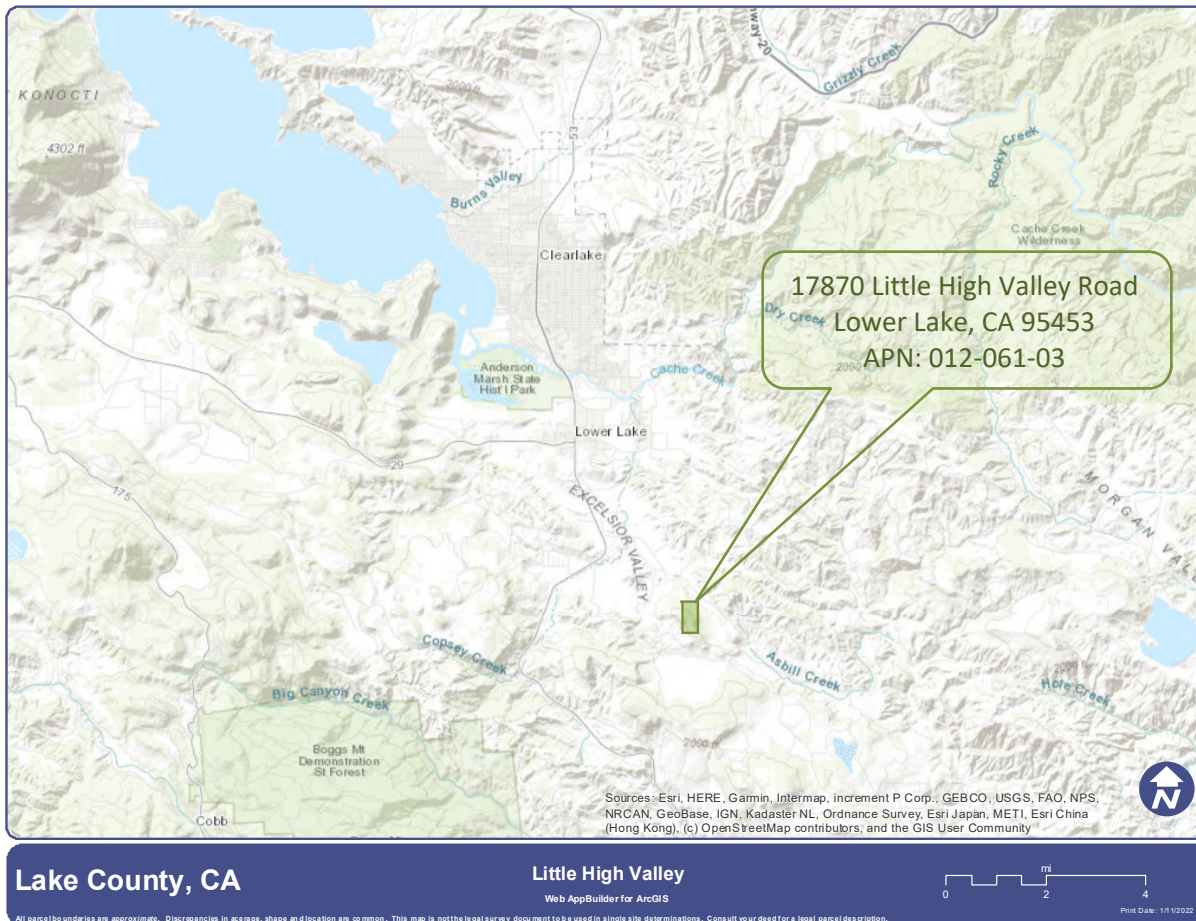 way 20
Grizzly Creek
KONOCTI
2000 ft
4302 ft
53
Rocky Creek
Burns Valley
Cache Creek
Wilderness
Clearlake
17870 Little High Valley Road
Lower Lake, CA 95453
APN: 012-061-03
Dry Creek
2000
Anderson
Marsh State
Hist'l Park
Cache Creek
Lower Lake
29
175
EXCELSIOR VALLEY
MORGAN VAL
Copsey Creek
Asbill Creek
2000 ft
Hole Creek
Big Canyon Creek
2000 ft
Boggs Mt
Demonstration
St Forest
Cobb
N
Sources: Esri, HERE, Garmin, Intermap, increment P Corp., GEBCO, USGS, FAO, NPS,
NRCAN, GeoBase, IGN, Kadaster NL, Ordnance Survey, Esri Japan, METI, Esri China
(Hong Kong), (c) OpenStreetMap contributors, and the GIS User Community
Lake County, CA
Little High Valley
Web AppBuilder for ArcGIS
mi
0 2 4
Print Date: 1/11/2022
All parcel boundaries are approximate. Discrepancies in acerage, shape and location are common. This map is not the legal survey document to be used in single site determinations. Consult your deed for a legal parcel description.